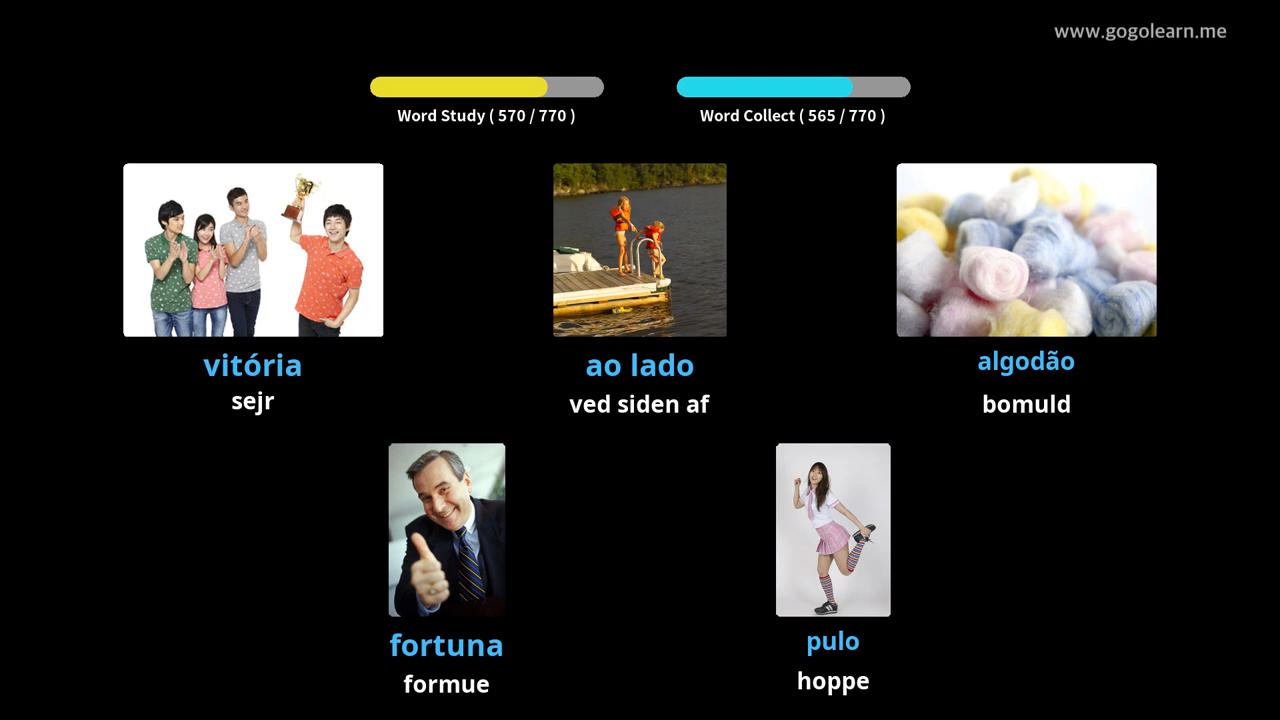 www.gogolearn.me
Word Study ( 570 / 770 )
Word Collect ( 565 / 770 )
vitória
sejr
ao lado
ved siden af
algodão
bomuld
fortuna
formue
pulo
hoppe